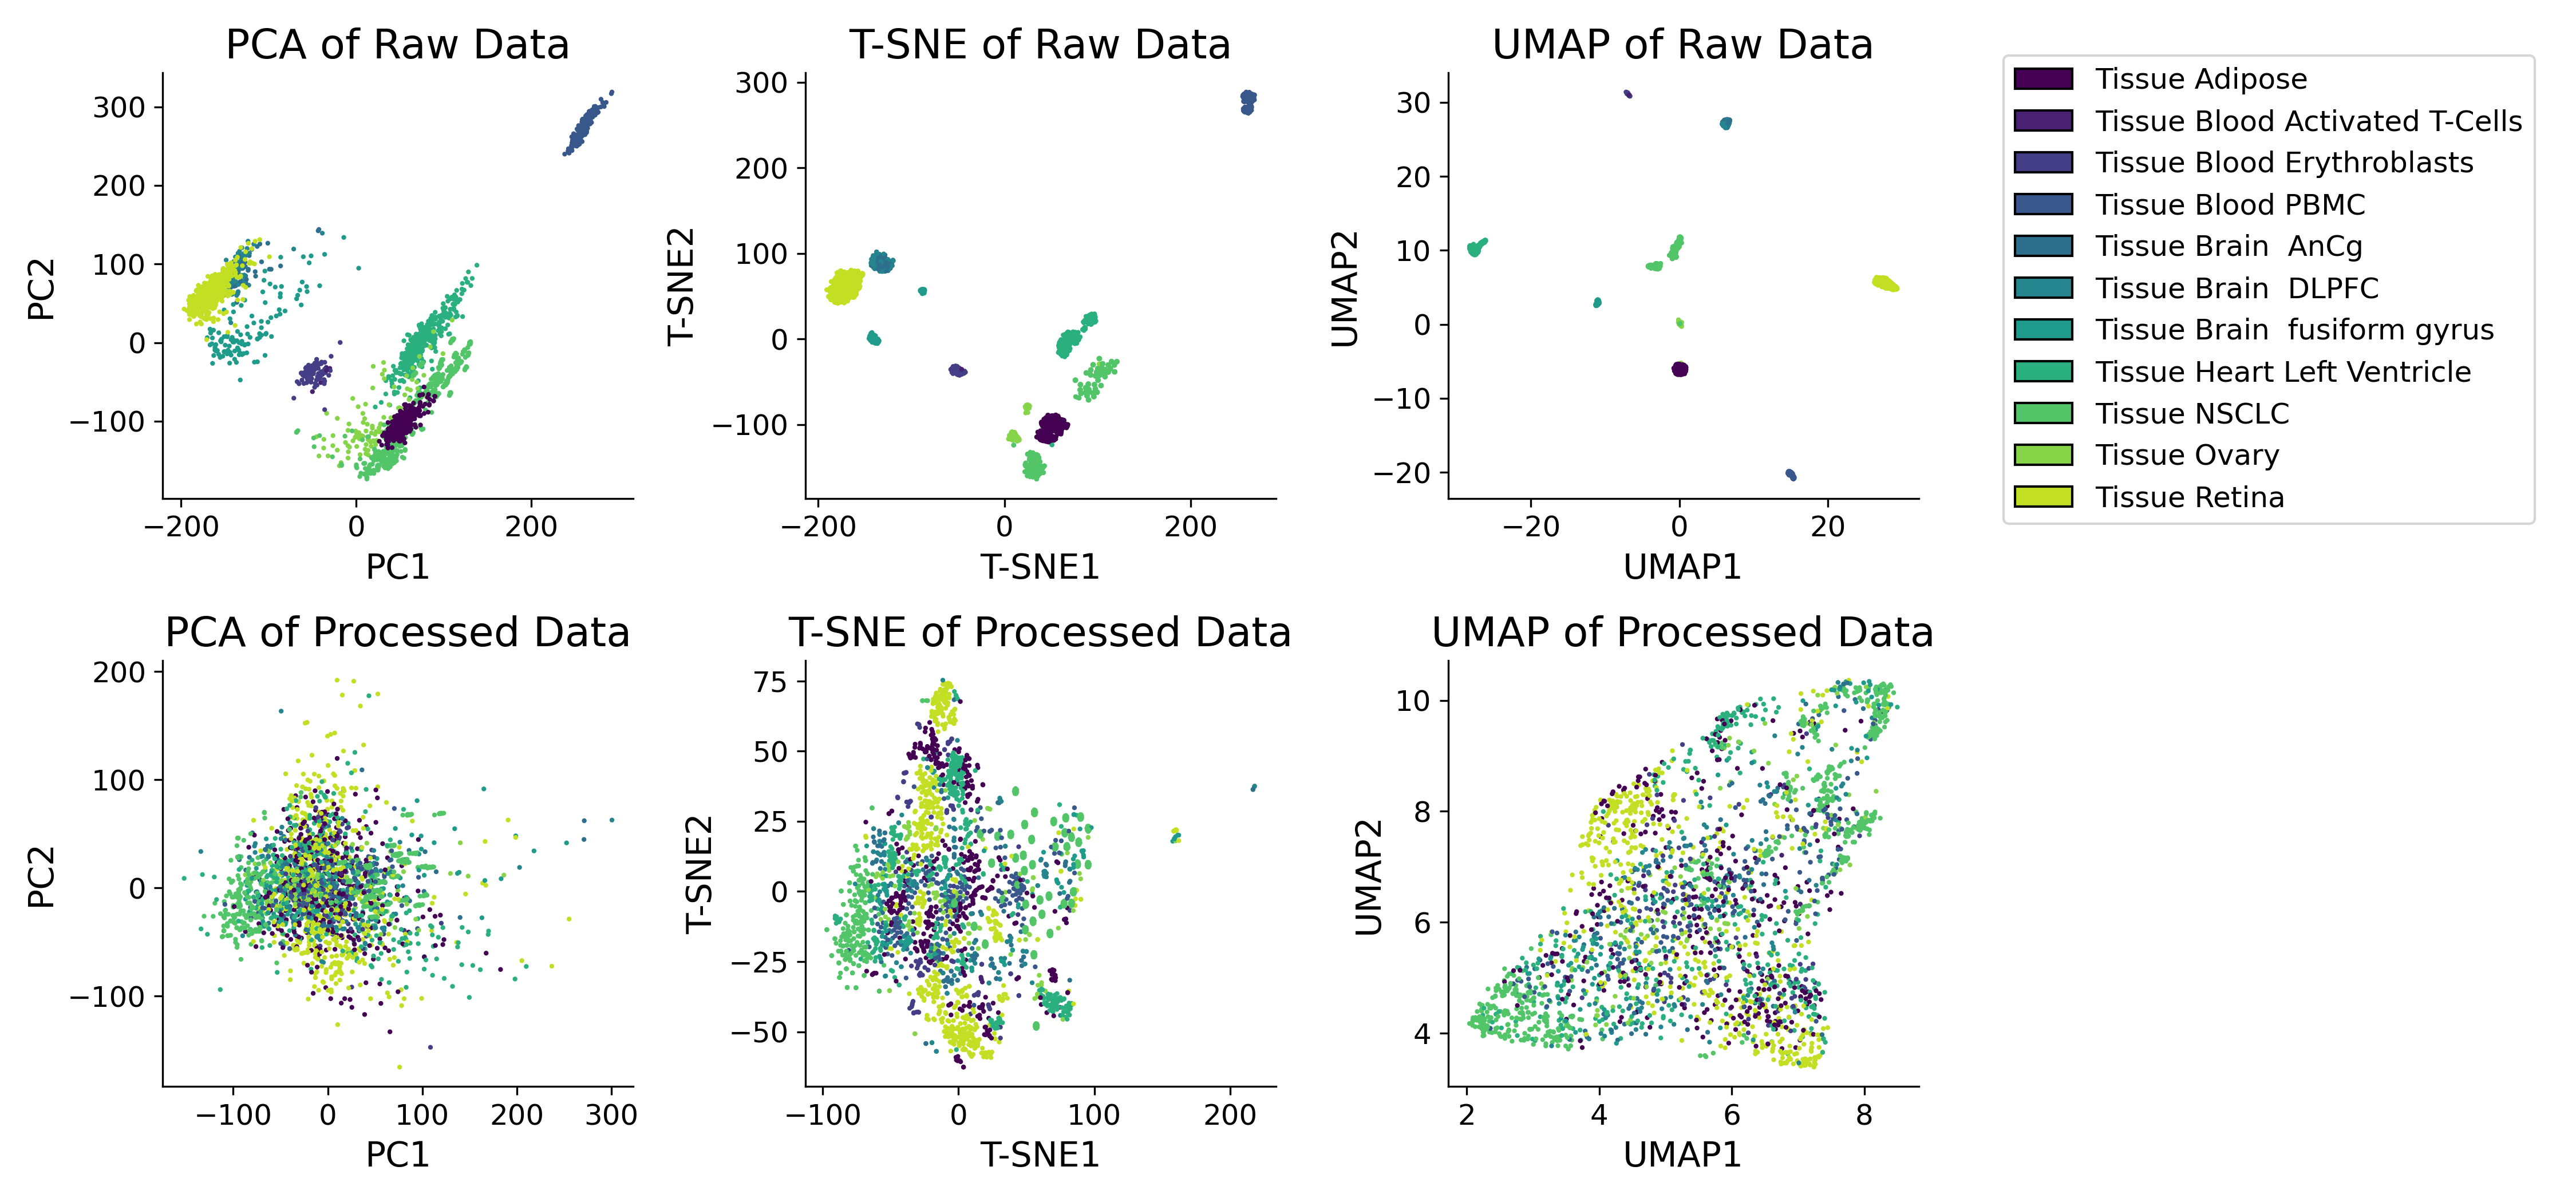 PCA of Raw Data
300
200
100
0
−100
PC2
−200
0
200
PC1
T-SNE of Raw Data
300
200
100
0
−100
T-SNE2
−200
0
200
T-SNE1
UMAP of Raw Data
30
20
10
0
−10
−20
UMAP2
−20
0
20
UMAP1
Tissue Adipose
Tissue Blood Activated T-Cells
Tissue Blood Erythroblasts
Tissue Blood PBMC
Tissue Brain  AnCg
Tissue Brain  DLPFC
Tissue Brain  fusiform gyrus
Tissue Heart Left Ventricle
Tissue NSCLC
Tissue Ovary
Tissue Retina
PCA of Processed Data
200
100
0
−100
PC2
−100
0
100
200
300
PC1
T-SNE of Processed Data
75
50
25
0
−25
−50
T-SNE2
−100
0
100
200
T-SNE1
UMAP of Processed Data
10
8
6
4
UMAP2
2
4
6
8
UMAP1